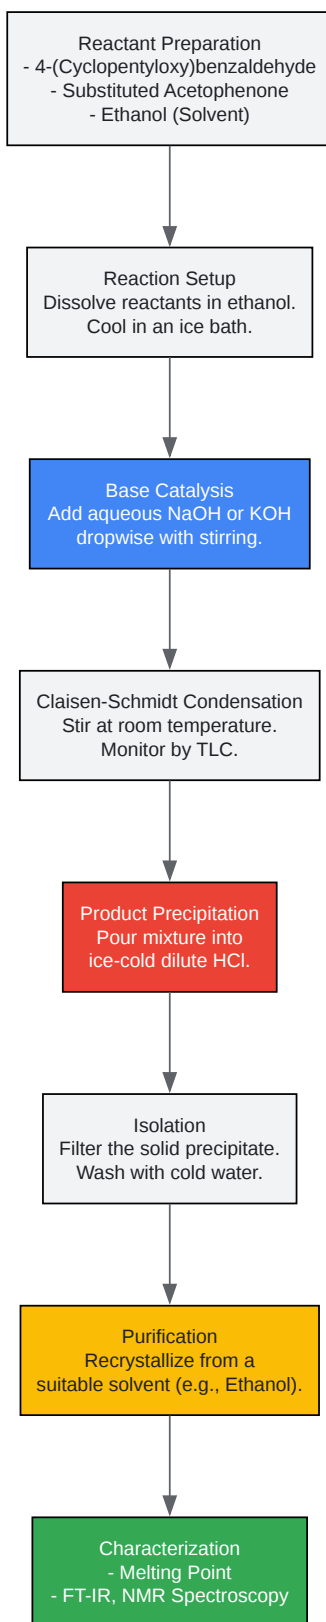 Reactant Preparation
- 4-(Cyclopentyloxy)benzaldehyde
- Substituted Acetophenone
- Ethanol (Solvent)
Reaction Setup
Dissolve reactants in ethanol.
Cool in an ice bath.
Base Catalysis
Add aqueous NaOH or KOH
dropwise with stirring.
Claisen-Schmidt Condensation
Stir at room temperature.
Monitor by TLC.
Product Precipitation
Pour mixture into
ice-cold dilute HCl.
Isolation
Filter the solid precipitate.
Wash with cold water.
Purification
Recrystallize from a
suitable solvent (e.g., Ethanol).
Characterization
- Melting Point
- FT-IR, NMR Spectroscopy